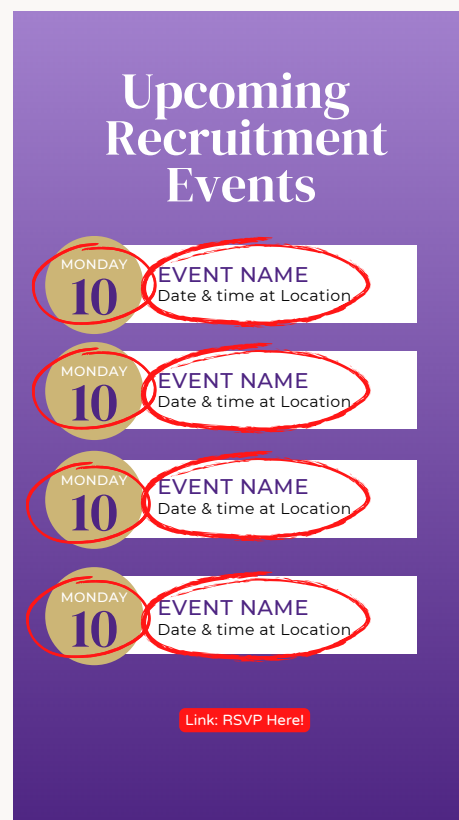 Upcoming
Recruitment
Events
MONDAY
10
EVENT NAME
Date & time at Location
MONDAY
10
EVENT NAME
Date & time at Location
MONDAY
10
EVENT NAME
Date & time at Location
MONDAY
10
EVENT NAME
Date & time at Location
Link: RSVP Here!